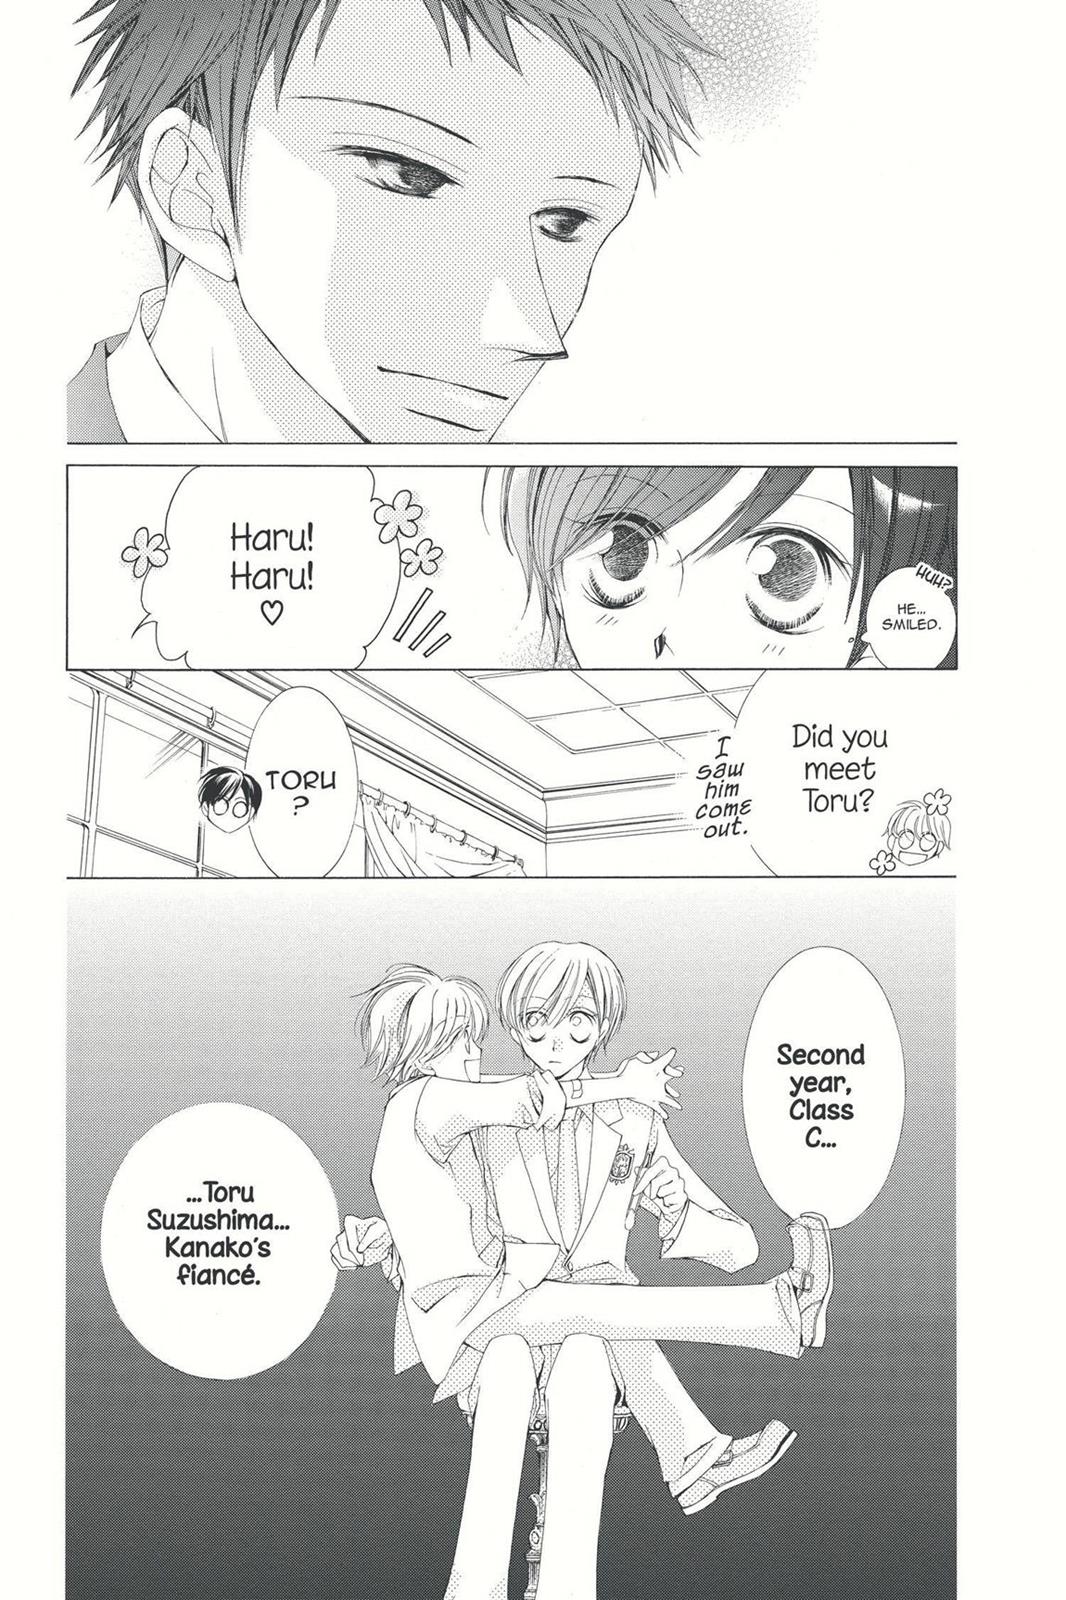 Haru!
Haru!
♡
HUH?
HE...
SMILED.
Did you
meet
Toru?
I
saw
him
come
out.
TORU
?
Second
year,
Class
C...
...Toru
Suzushima...
Kanako's
fiancé.